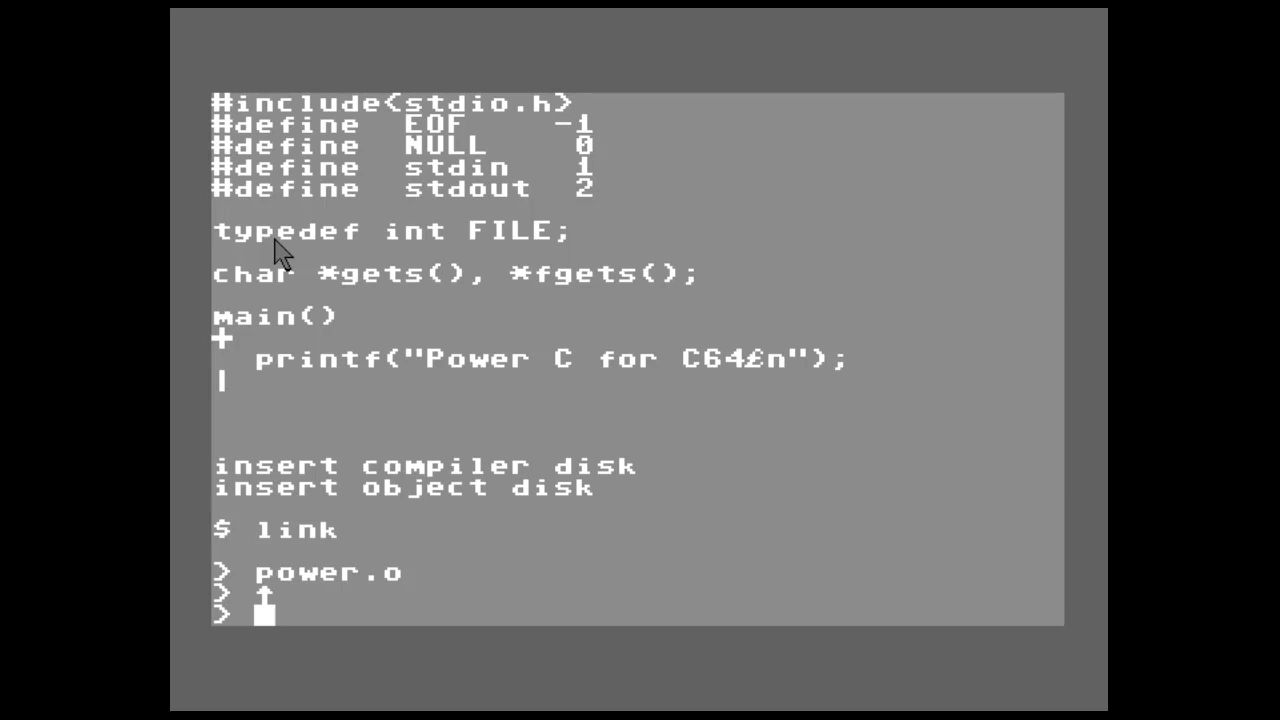 #include<stdio.h>
#define  EOF    -1
#define  NULL    0
#define  stdin   1
#define  stdout  2
typedef int FILE;
char *gets(), *fgets();
main()
+
  printf("Power C for C64£n");
|
insert compiler disk
insert object disk
$ link
> power.o
> ↑
>